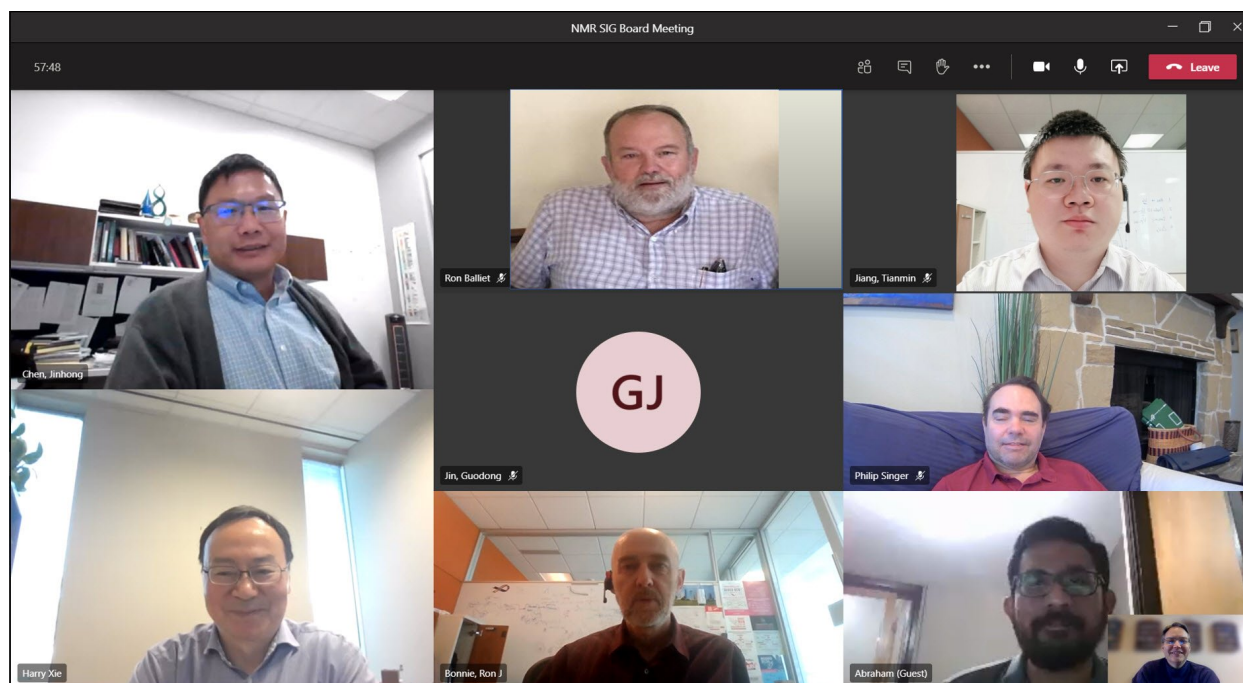 NMR SIG Board Meeting
57:48
Leave
Chen, Jinhong
Ron Balliet
Jiang, Tianmin
GJ
Jin, Guodong
Philip Singer
Harry Xie
Bonnie, Ron J
Abraham (Guest)